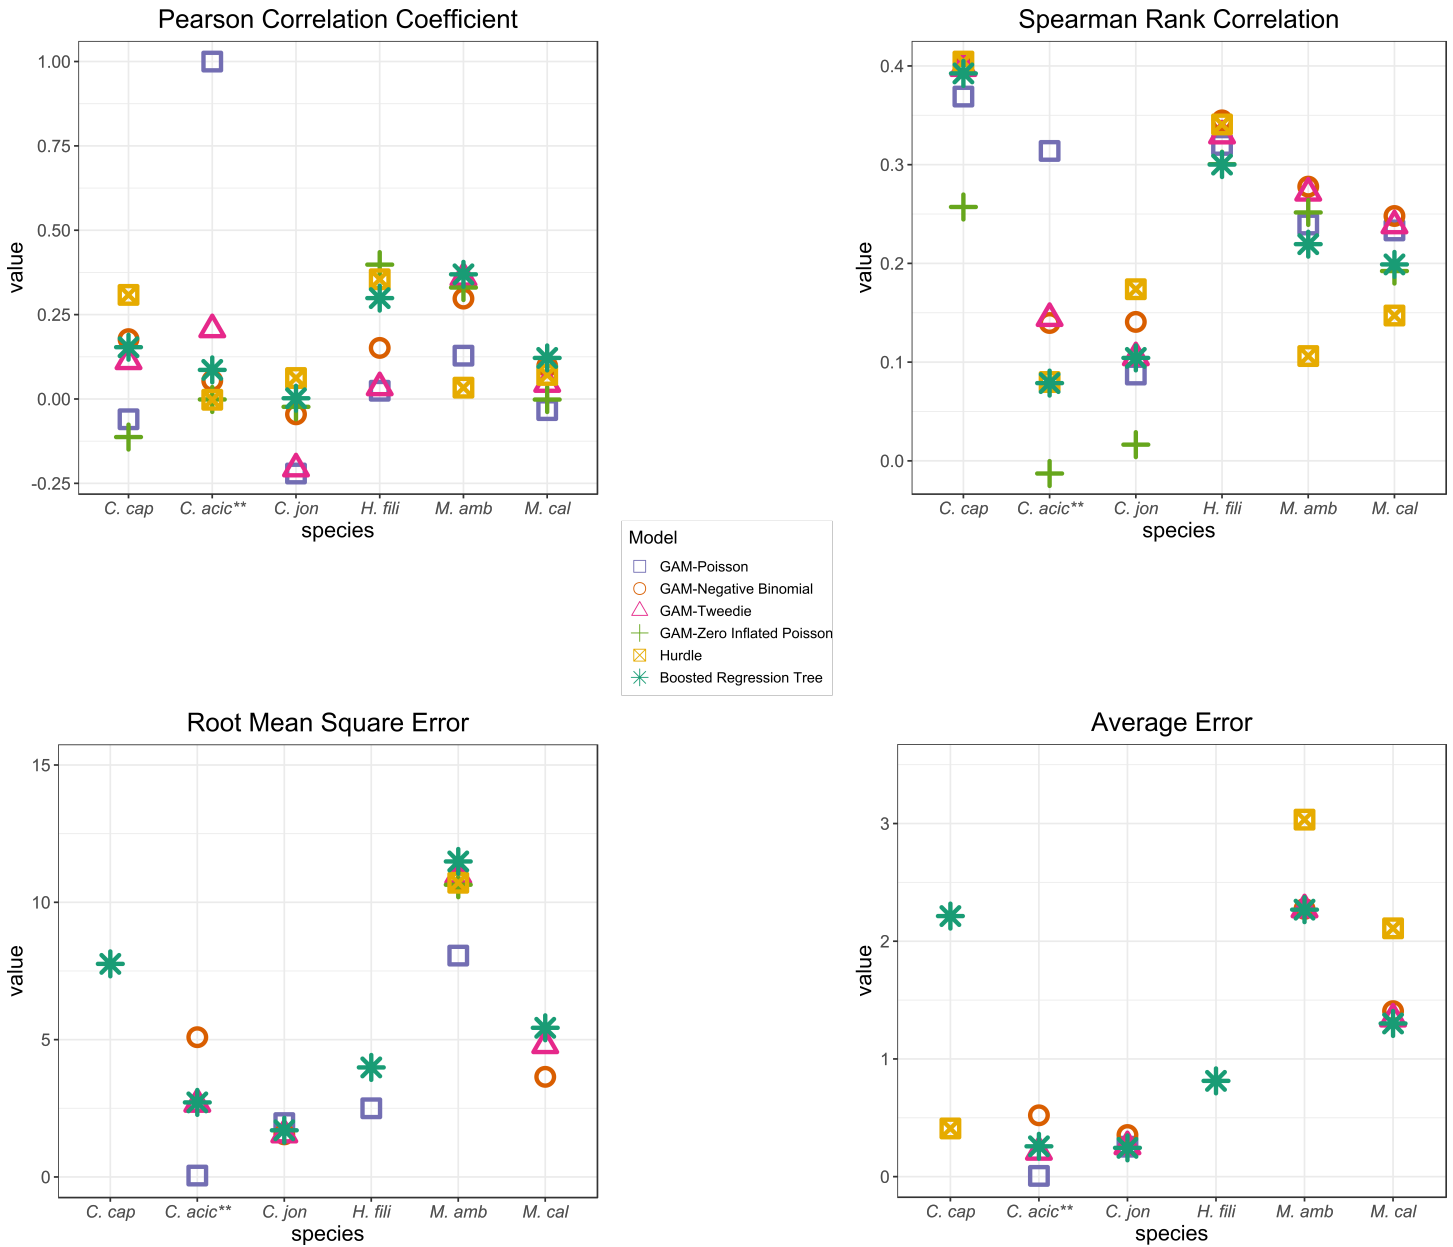 Pearson Correlation Coefficient
1.00
0.75
0.50
0.25
0.00
-0.25
value
C. cap C. acic** C. jon H. fili M. amb M. cal
species
Spearman Rank Correlation
0.4
0.3
0.2
0.1
0.0
value
C. cap C. acic** C. jon H. fili M. amb M. cal
species
Model
GAM-Poisson
GAM-Negative Binomial
GAM-Tweedie
GAM-Zero Inflated Poisson
Hurdle
Boosted Regression Tree
Root Mean Square Error
15
10
5
0
value
C. cap C. acic** C. jon H. fili M. amb M. cal
species
Average Error
3
2
1
0
value
C. cap C. acic** C. jon H. fili M. amb M. cal
species